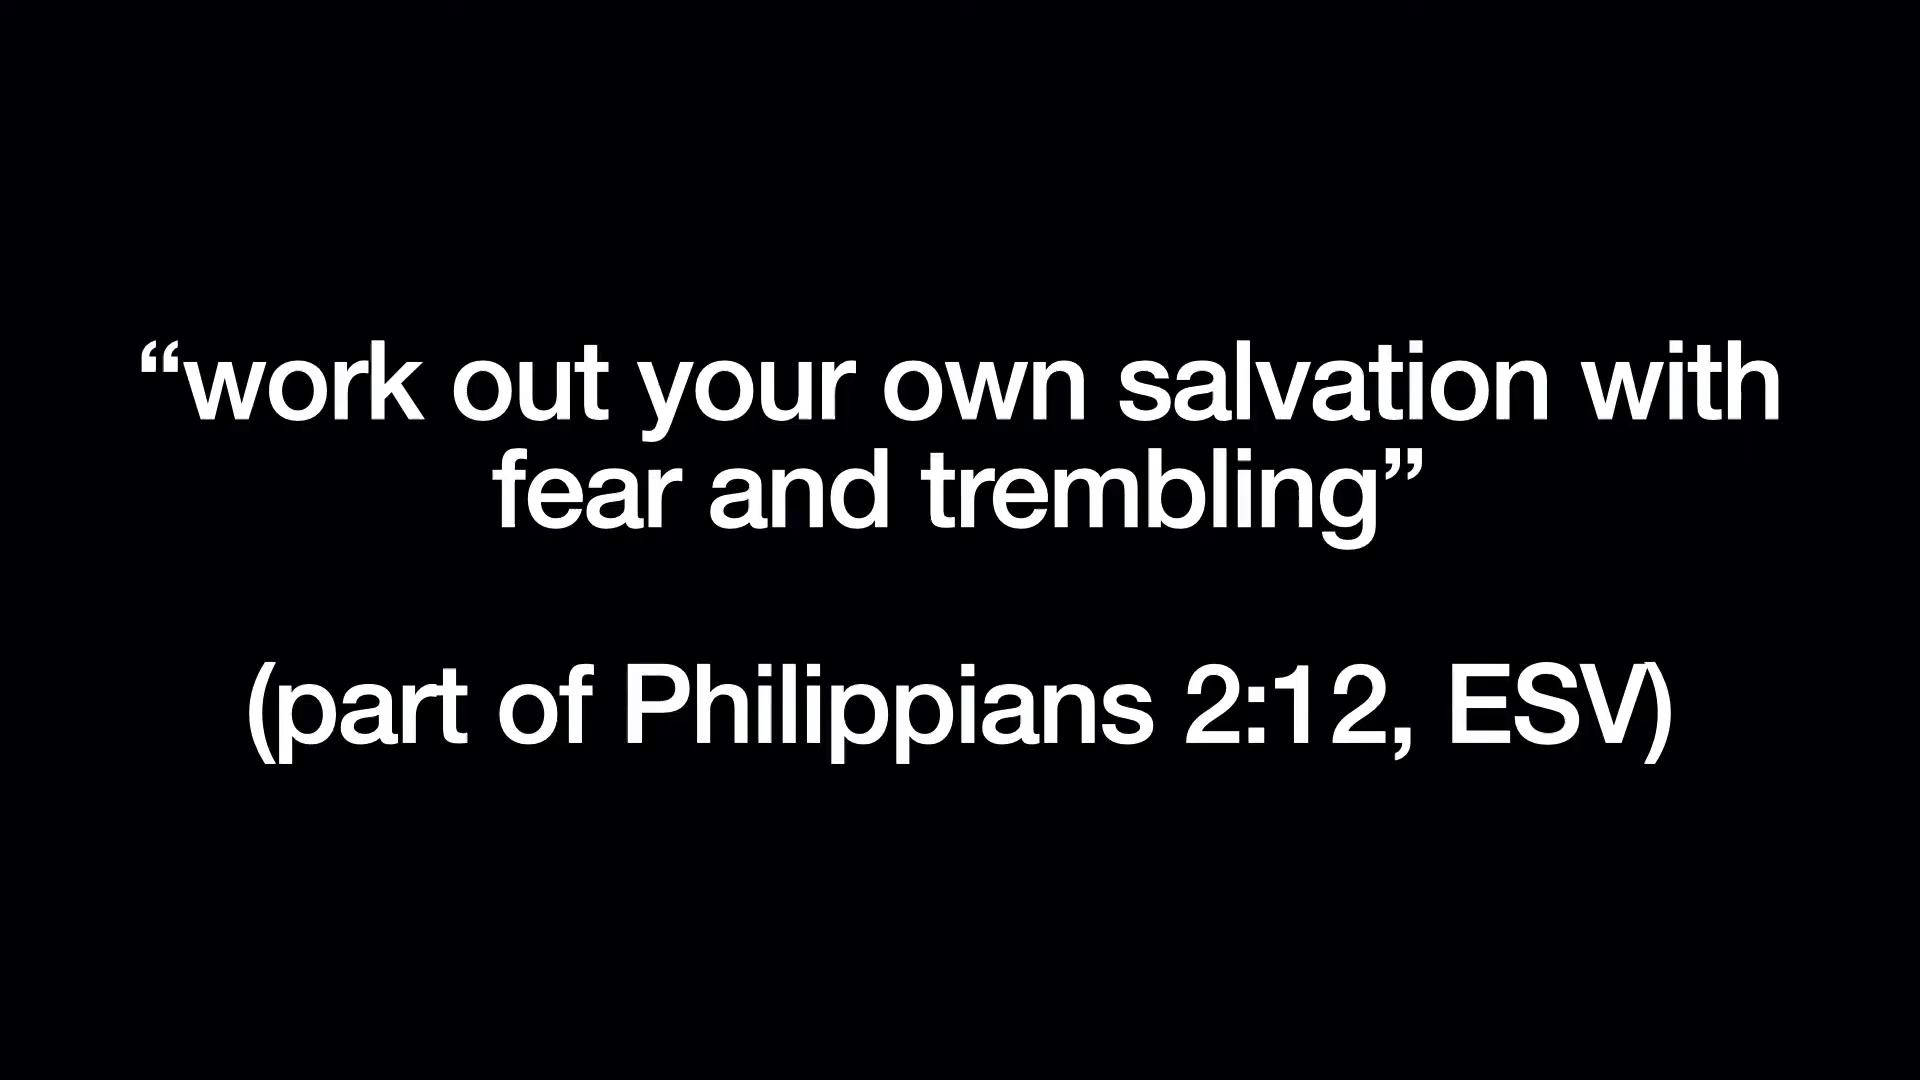 “work out your own salvation with
fear and trembling”
(part of Philippians 2:12, ESV)